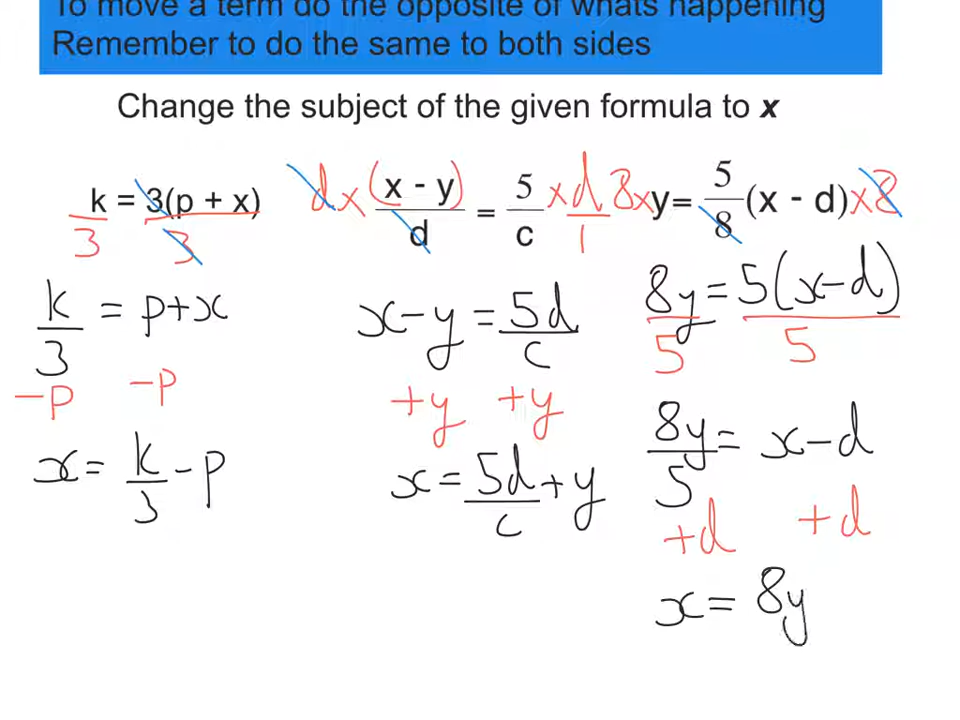 To move a term do the opposite of whats happening
Remember to do the same to both sides
Change the subject of the given formula to x
k = 3(p + x)
3 3
k/3 = p+x
-p -p
x = k/3 - p
d x (x - y)/d = 5/c x d/1
x-y = 5d/c
+y +y
x = 5d/c + y
8x y= 5/8 (x - d) x8
8y = 5(x-d)
5 5
8y/5 = x-d
+d +d
x = 8y